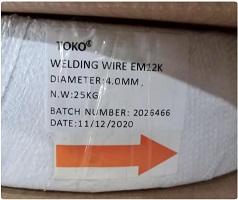 TOKO®
WELDING WIRE EM12K
DIAMETER:4.0MM,
N.W:25KG
BATCH NUMBER: 2026466
DATE:11/12/2020